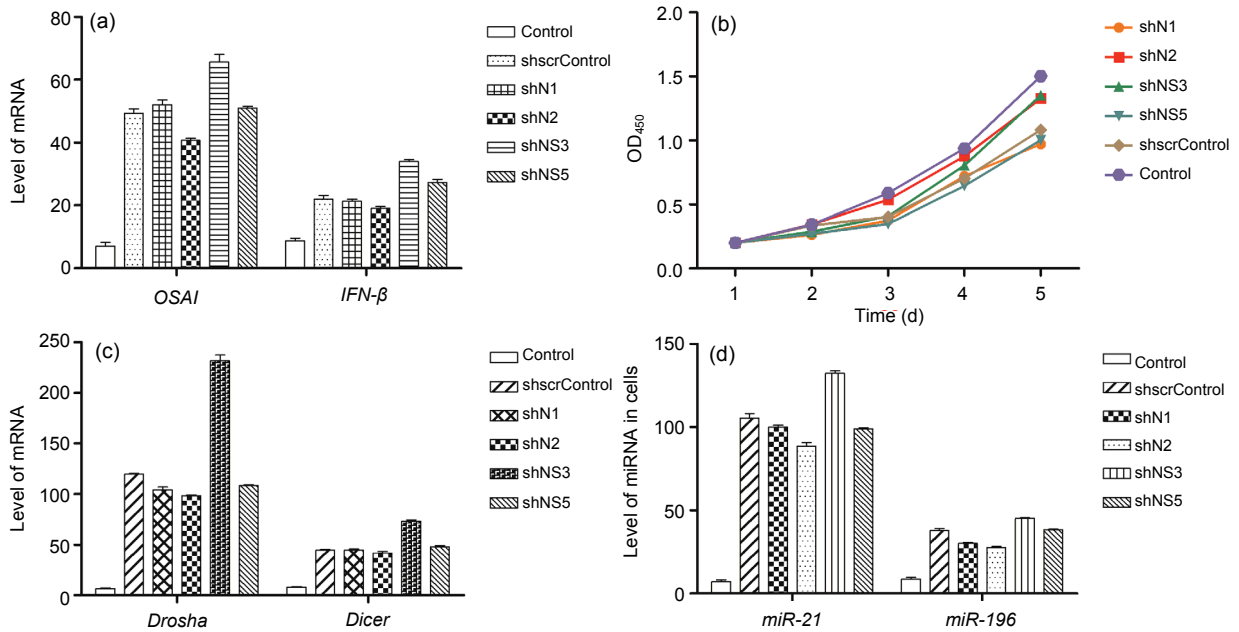 (a)
Level of mRNA
80
60
40
20
0
OSAI
IFN-β
Control
shscrControl
shN1
shN2
shNS3
shNS5
(b)
OD450
2.0
1.5
1.0
0.5
0.0
1 2 3 4 5
Time (d)
shN1
shN2
shNS3
shNS5
shscrControl
Control
(c)
Level of mRNA
250
200
150
100
50
0
Drosha
Dicer
Control
shscrControl
shN1
shN2
shNS3
shNS5
(d)
Level of miRNA in cells
150
100
50
0
miR-21
miR-196
Control
shscrControl
shN1
shN2
shNS3
shNS5